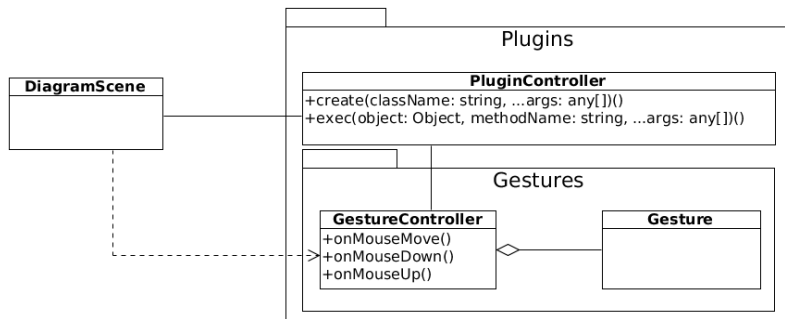 Plugins
DiagramScene
PluginController
+create(className: string, ...args: any[])()
+exec(object: Object, methodName: string, ...args: any[])()
Gestures
GestureController
+onMouseMove()
+onMouseDown()
+onMouseUp()
Gesture